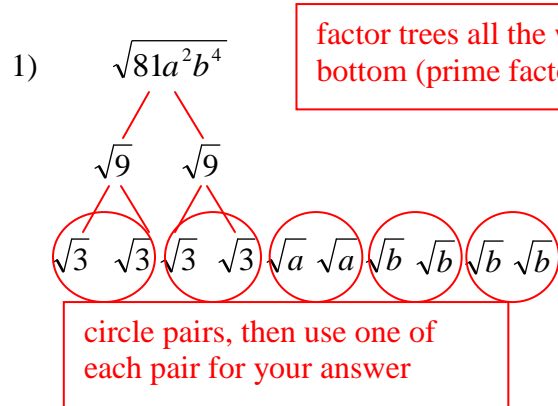 factor trees all the
bottom (prime
1) √81a²b⁴
√9 √9
√3 √3 √3 √3 √a √a √b √b √b √b
circle pairs, then use one of
each pair for your answer